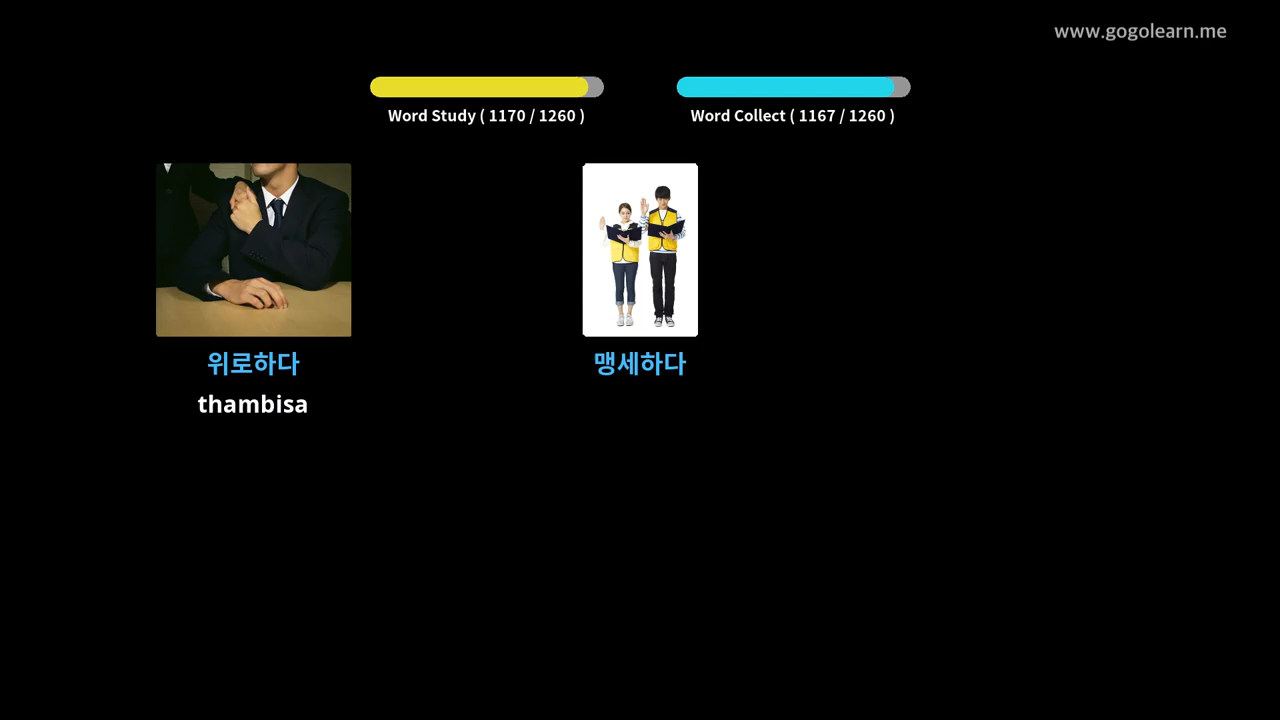 www.gogolearn.me
Word Study ( 1170 / 1260 )
Word Collect ( 1167 / 1260 )
위로하다
맹세하다
thambisa